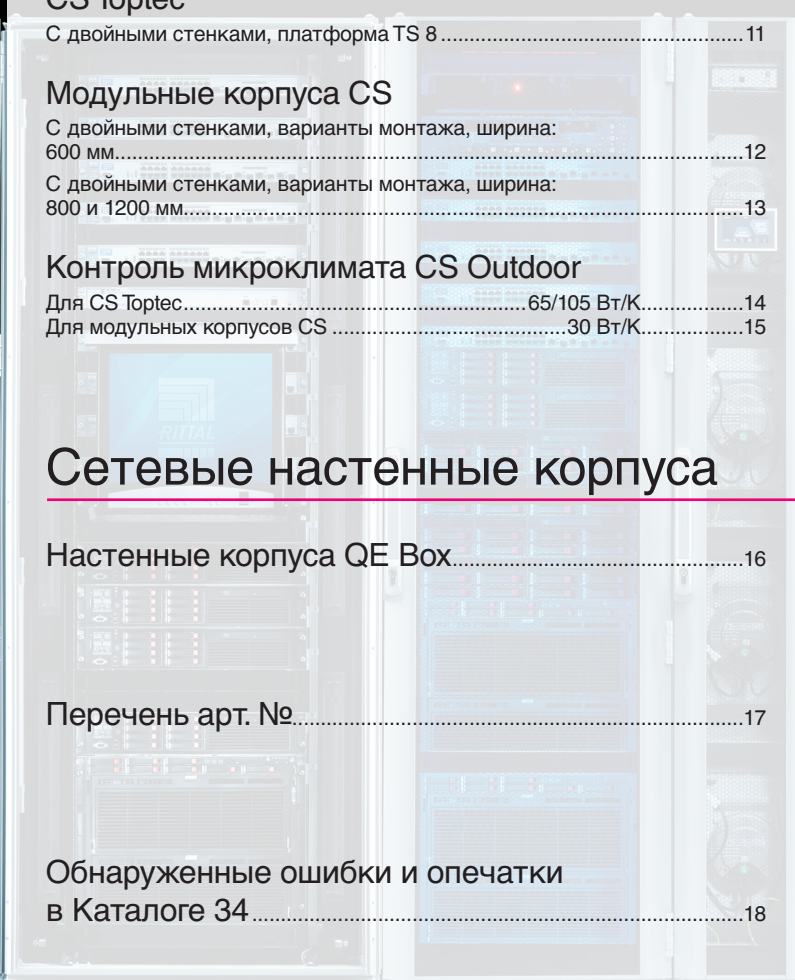 CS Toptec
С двойными стенками, платформа TS 8 ........ 11
Модульные корпуса CS
С двойными стенками, варианты монтажа, ширина:
600 мм ........ 12
С двойными стенками, варианты монтажа, ширина:
800 и 1200 мм ........ 13
Контроль микроклимата CS Outdoor
Для CS Toptec ........ 65/105 Вт/K ........ 14
Для модульных корпусов CS ........ 30 Вт/K ........ 15
RITTAL
Сетевые настенные корпуса
Настенные корпуса QE Box ........ 16
Перечень арт. № ........ 17
Обнаруженные ошибки и опечатки
в Каталоге 34 ........ 18